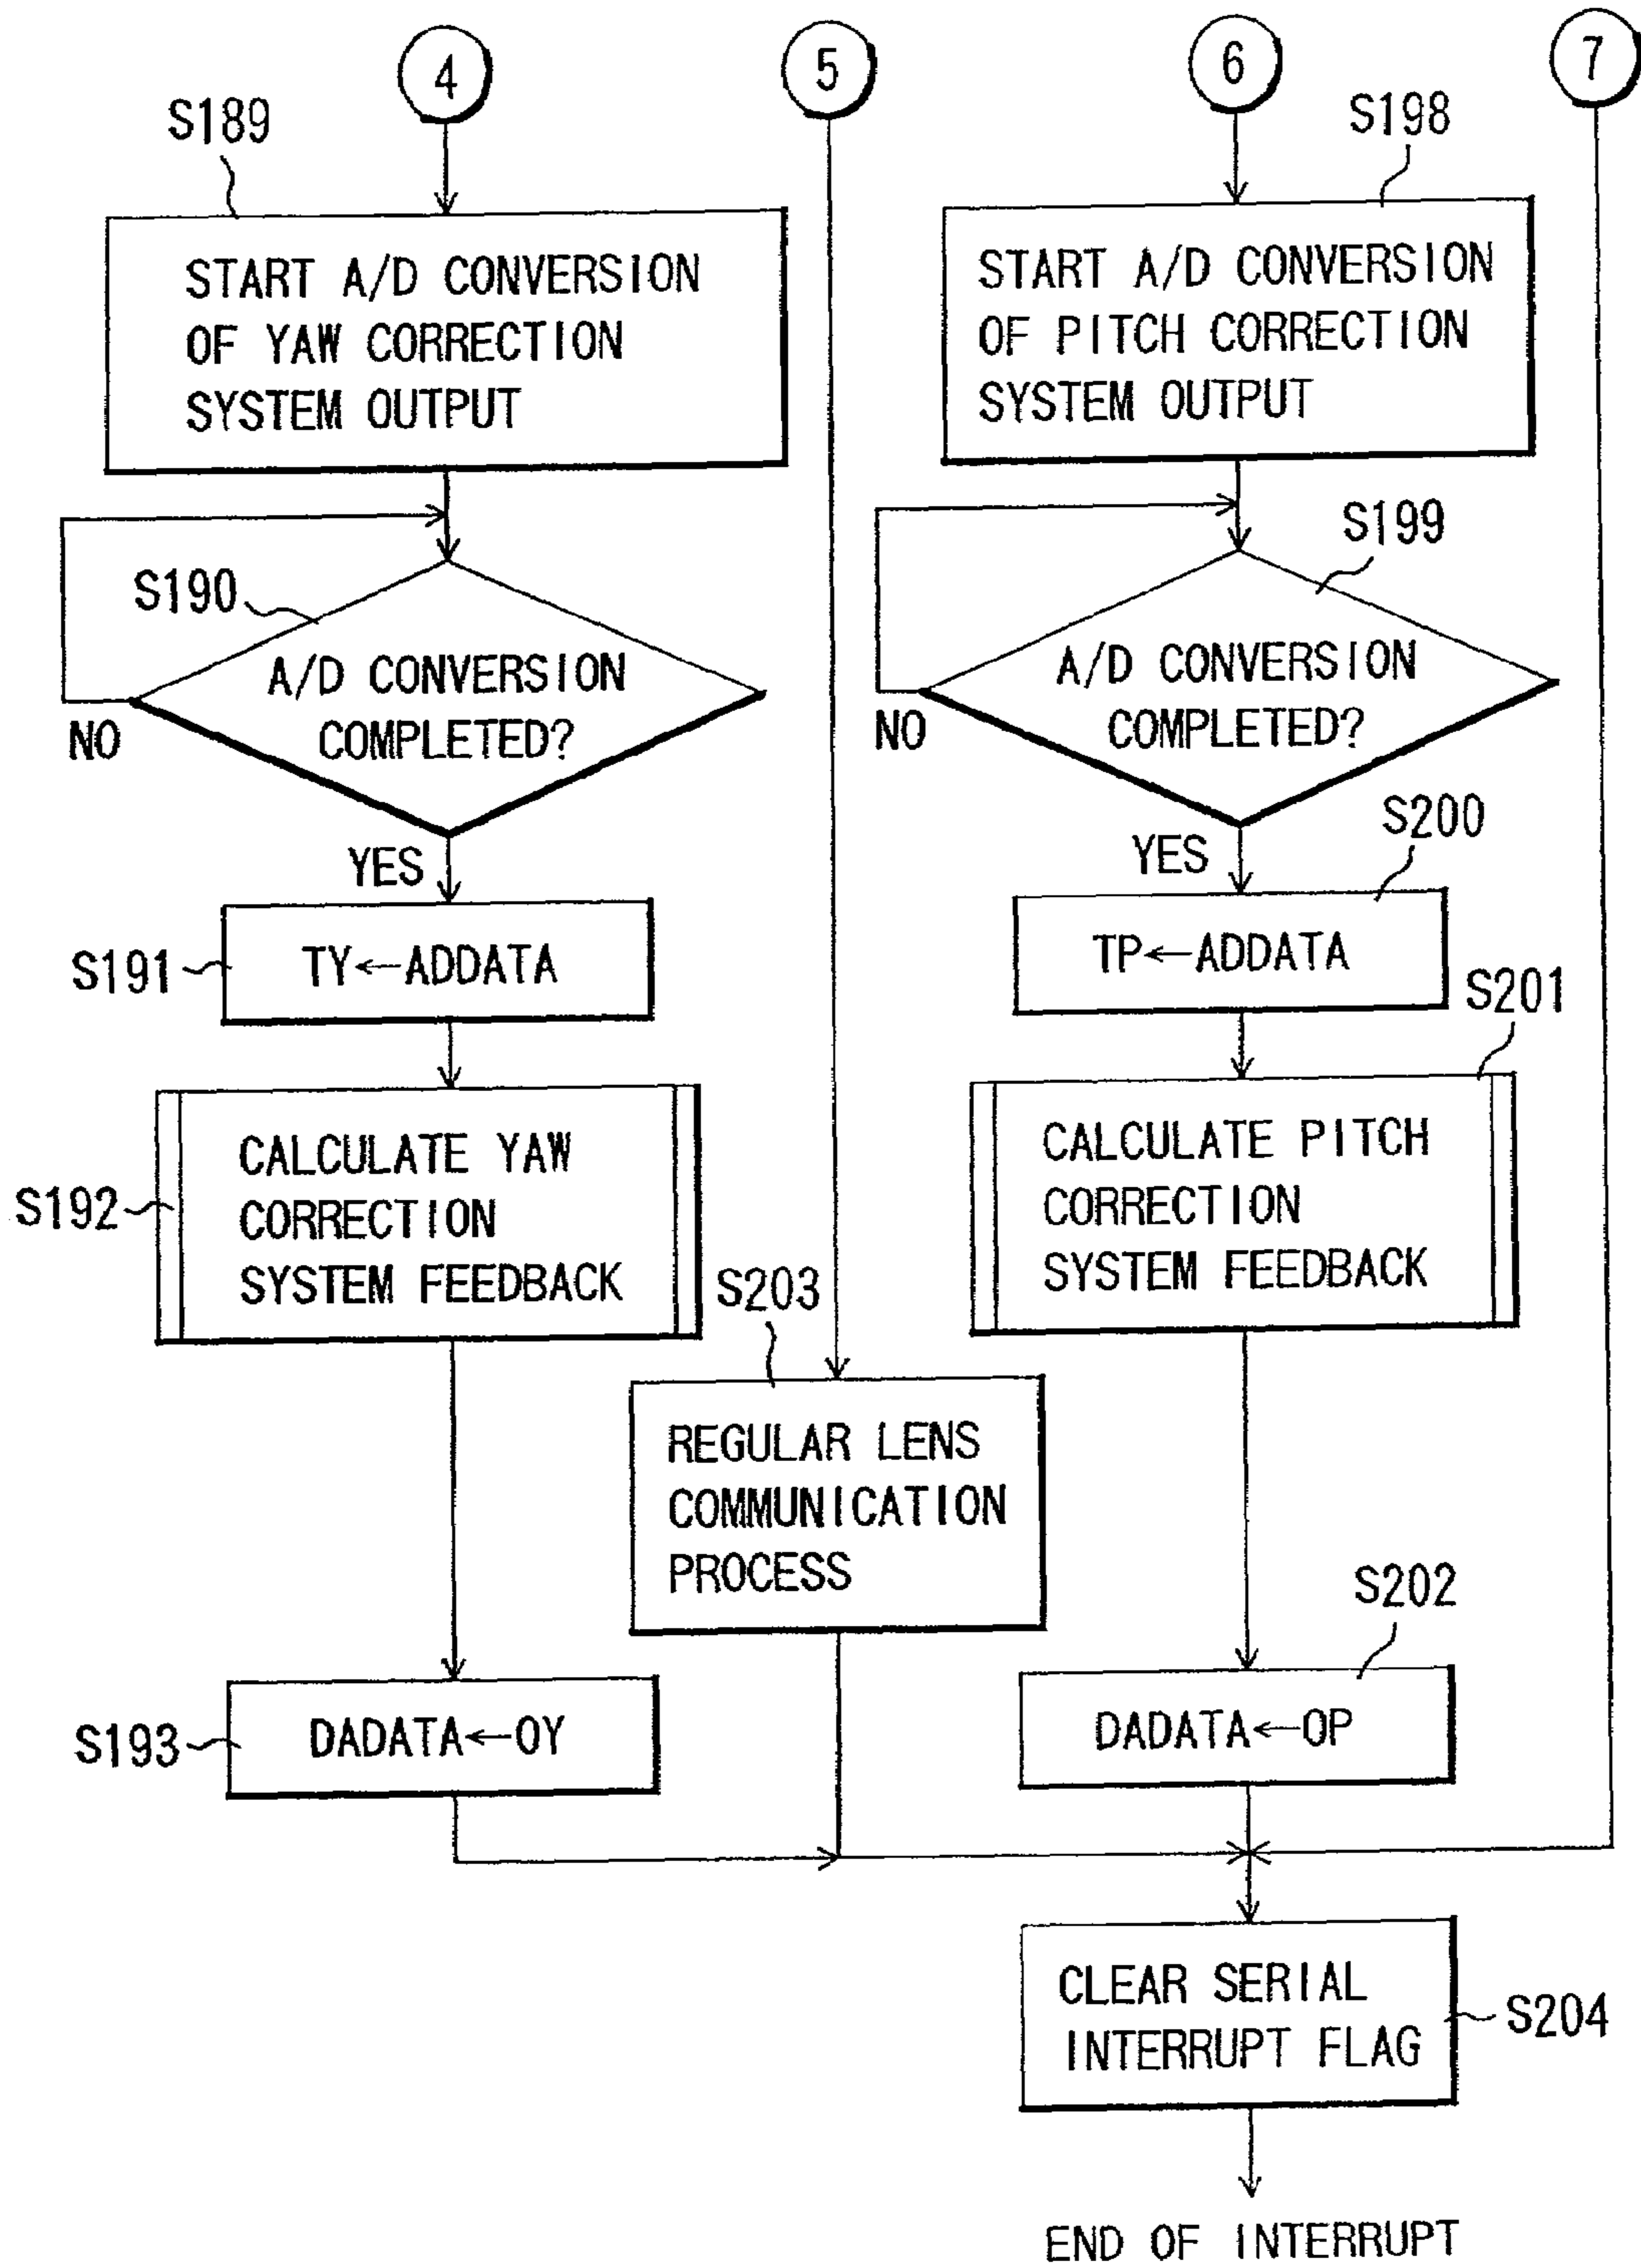 4
5
6
7
S189
S198
START A/D CONVERSION
OF YAW CORRECTION
SYSTEM OUTPUT
START A/D CONVERSION
OF PITCH CORRECTION
SYSTEM OUTPUT
S190
A/D CONVERSION
COMPLETED?
NO
YES
S199
A/D CONVERSION
COMPLETED?
NO
YES
S191
TY←ADDATA
S200
TP←ADDATA
S192
CALCULATE YAW
CORRECTION
SYSTEM FEEDBACK
S201
CALCULATE PITCH
CORRECTION
SYSTEM FEEDBACK
S203
REGULAR LENS
COMMUNICATION
PROCESS
S193
DADATA←OY
S202
DADATA←OP
CLEAR SERIAL
INTERRUPT FLAG
S204
END OF INTERRUPT